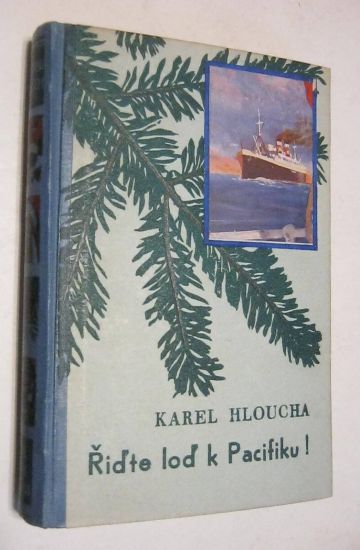 KAREL HLOUCHA
Řiďte loď k Pacifiku!